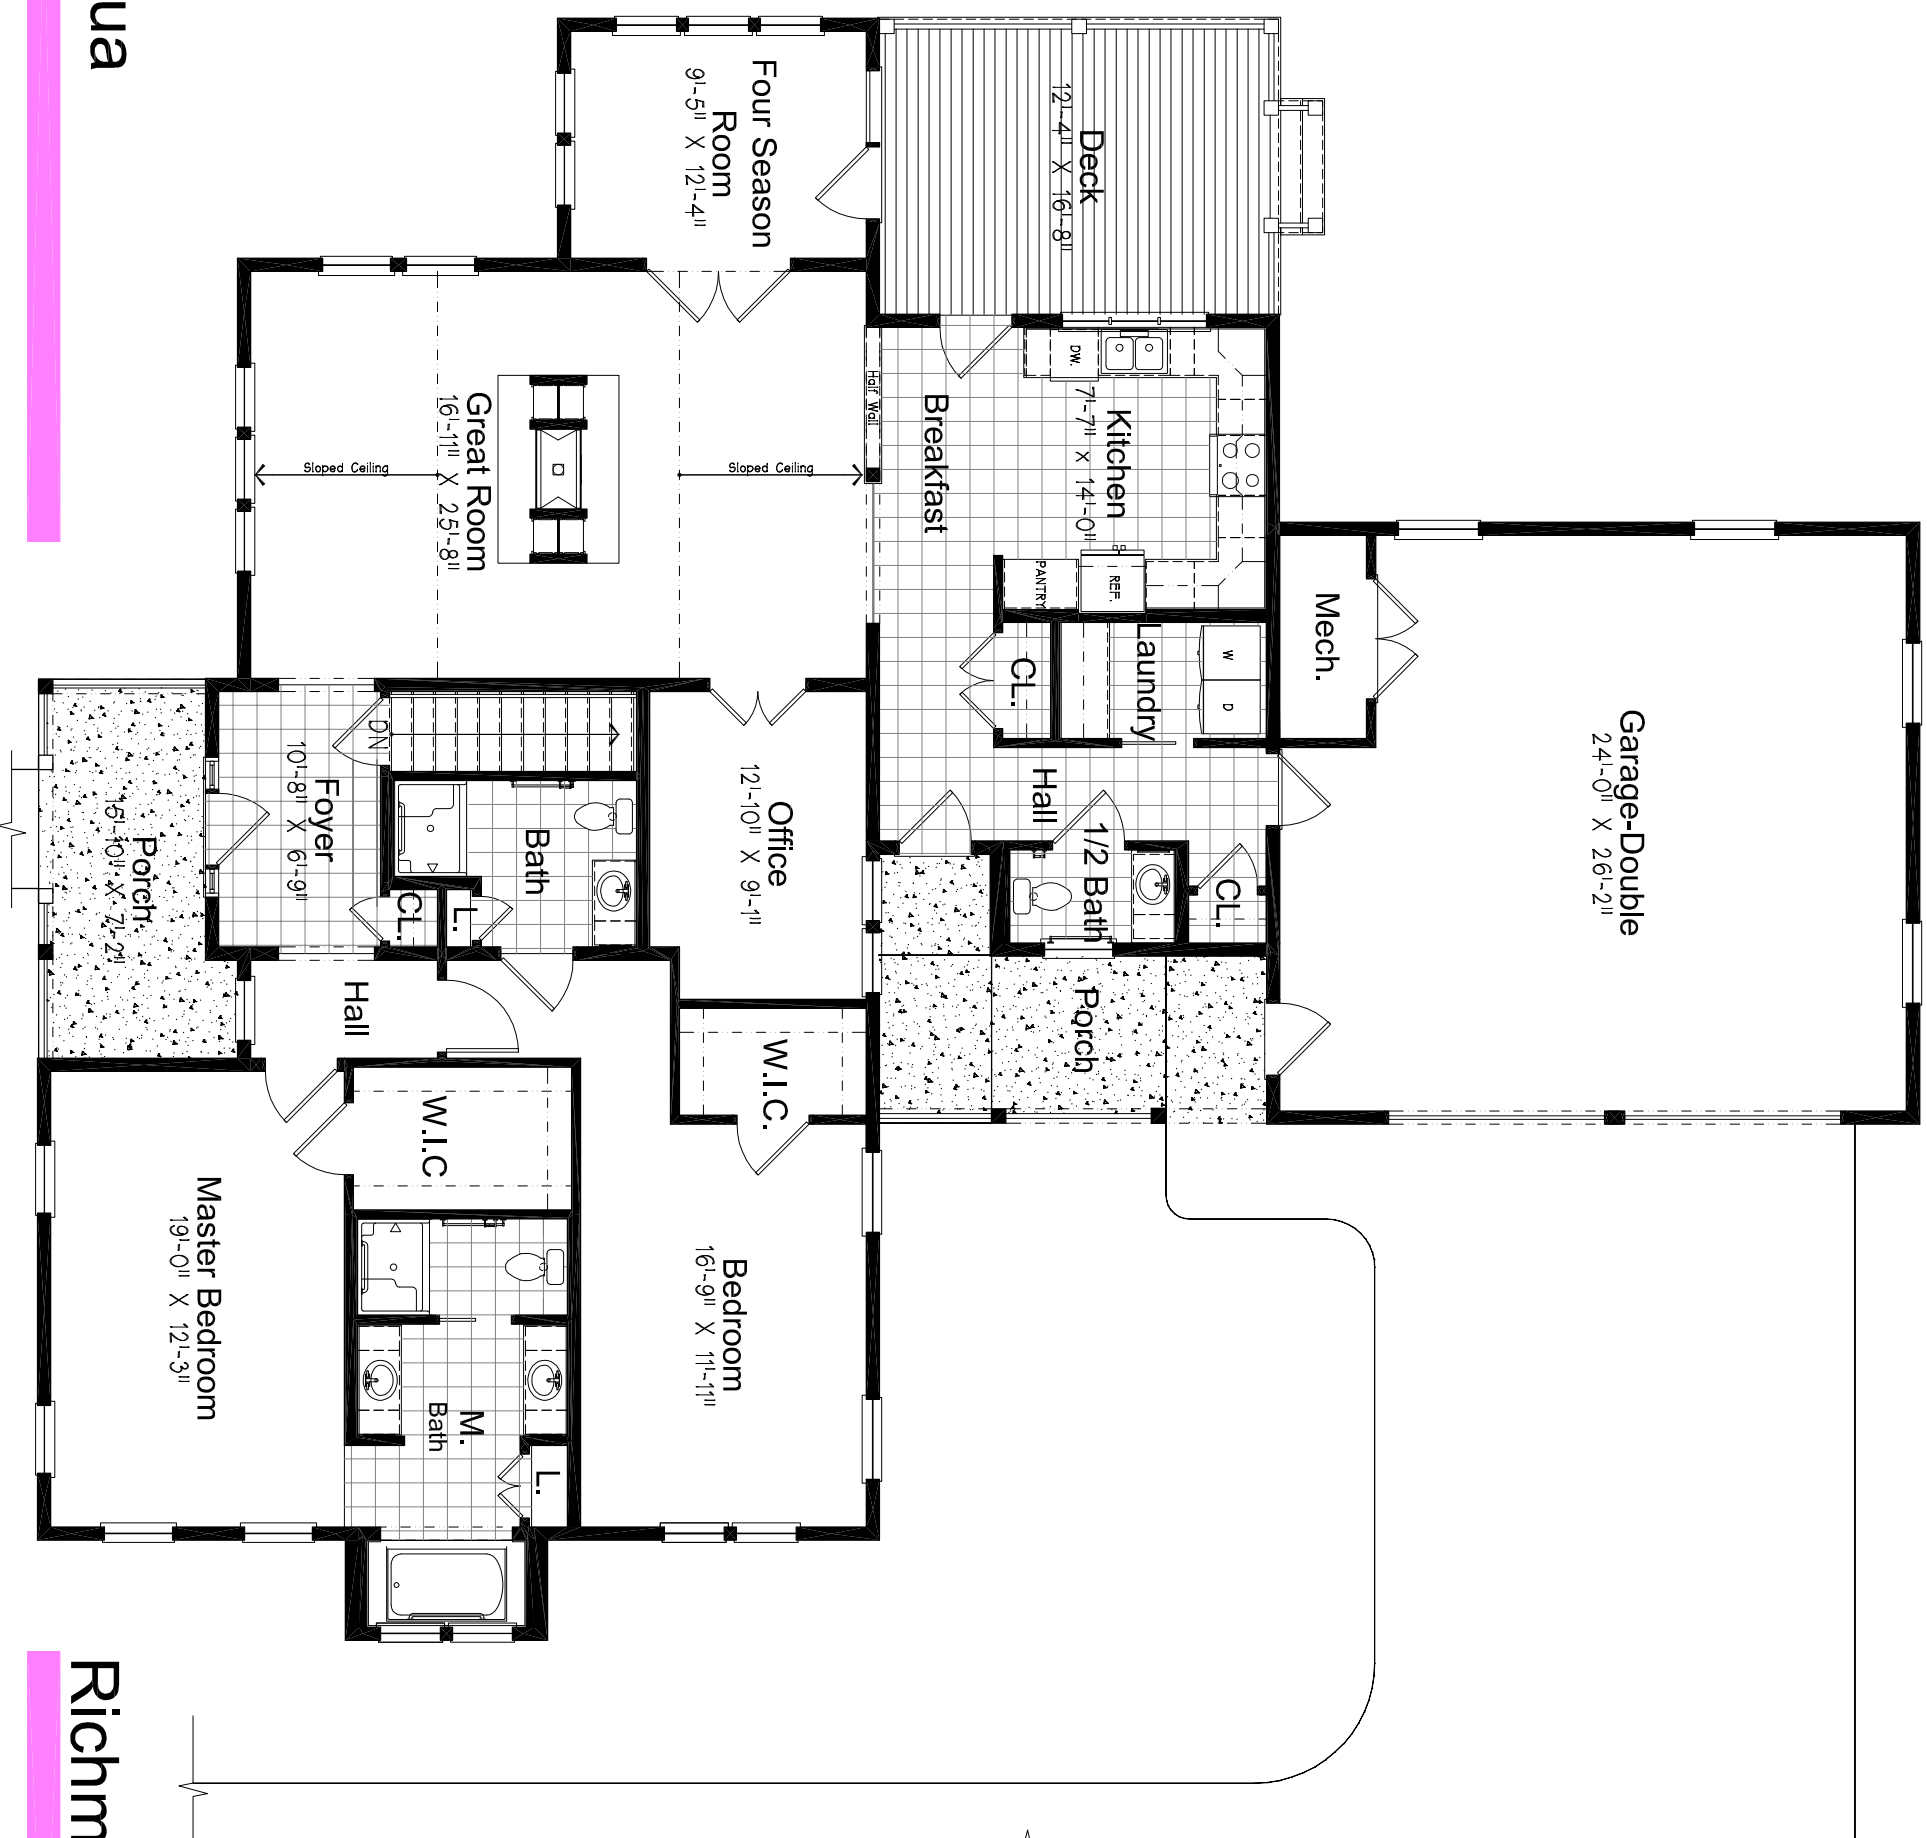 ua
Four Season
Room
9'-5" X 12'-4"
Deck
12'-4" X 16'-8"
Kitchen
7'-7" x 14'-0"
DW.
Breakfast
Half Wall
PANTRY
REF.
Great Room
16'-11" X 25'-8"
Sloped Ceiling
Sloped Ceiling
CL.
Laundry
W
D
Mech.
Garage-Double
24'-0" X 26'-2"
Hall
1/2 Bath
CL.
Porch
Office
12'-10" X 9'-1"
DN
Bath
Foyer
10'-8" X 6'-9"
CL.
L.
Porch
15'-10" X 7'-2"
Hall
W.I.C.
W.I.C
Bedroom
16'-9" X 11'-11"
Master Bedroom
19'-0" X 12'-3"
M.
Bath
L.
Richm